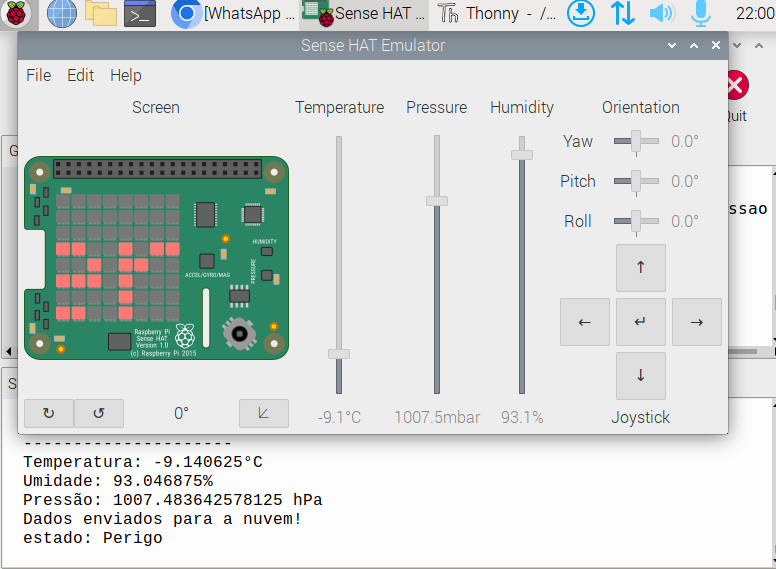 [WhatsApp ...
Sense HAT ...
Thonny - /...
22:00
Sense HAT Emulator
File Edit Help
Screen
Temperature
Pressure
Humidity
Orientation
Yaw 0.0°
Pitch 0.0°
Roll 0.0°
HUMIDITY
PRESSURE
ACCEL/GYRO/MAG
Raspberry Pi
Sense HAT
Version 1.0
(c) Raspberry Pi 2015
↑
← ↵ →
↓
↻ ↺ 0°
-9.1°C
1007.5mbar
93.1%
Joystick
uit
ssao
----------------------
Temperatura: -9.140625°C
Umidade: 93.046875%
Pressão: 1007.483642578125 hPa
Dados enviados para a nuvem!
estado: Perigo